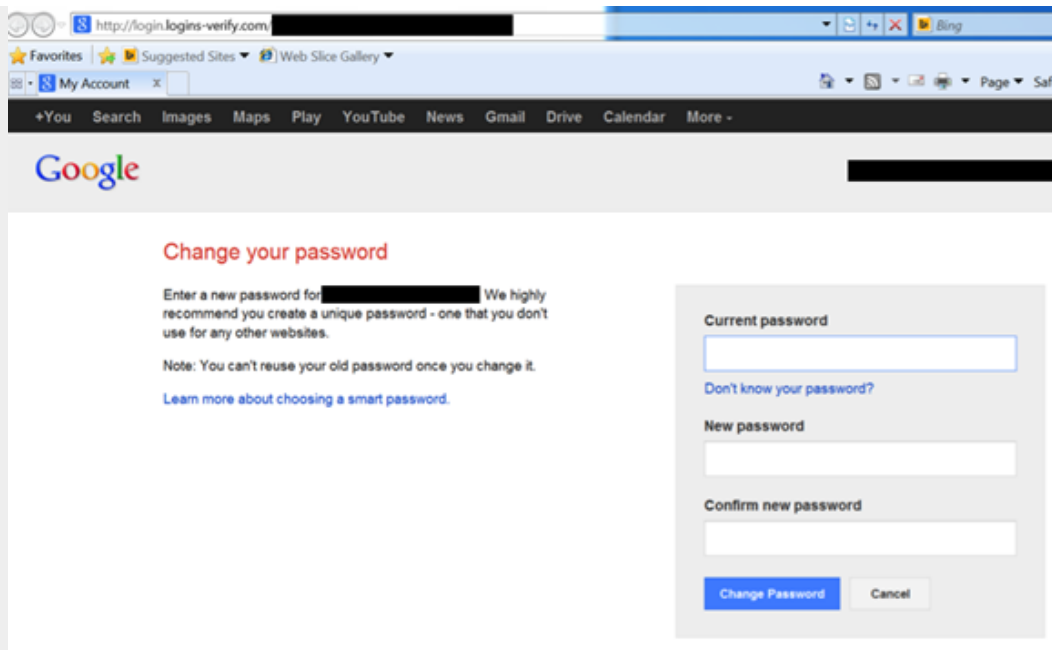 http://login.logins-verify.com/
Bing
Favorites Suggested Sites Web Slice Gallery
My Account x Page Saf
+You Search Images Maps Play YouTube News Gmail Drive Calendar More
Google
Change your password
Enter a new password for We highly
recommend you create a unique password - one that you don't
use for any other websites.
Note: You can't reuse your old password once you change it.
Learn more about choosing a smart password.
Current password
Don't know your password?
New password
Confirm new password
Change Password Cancel